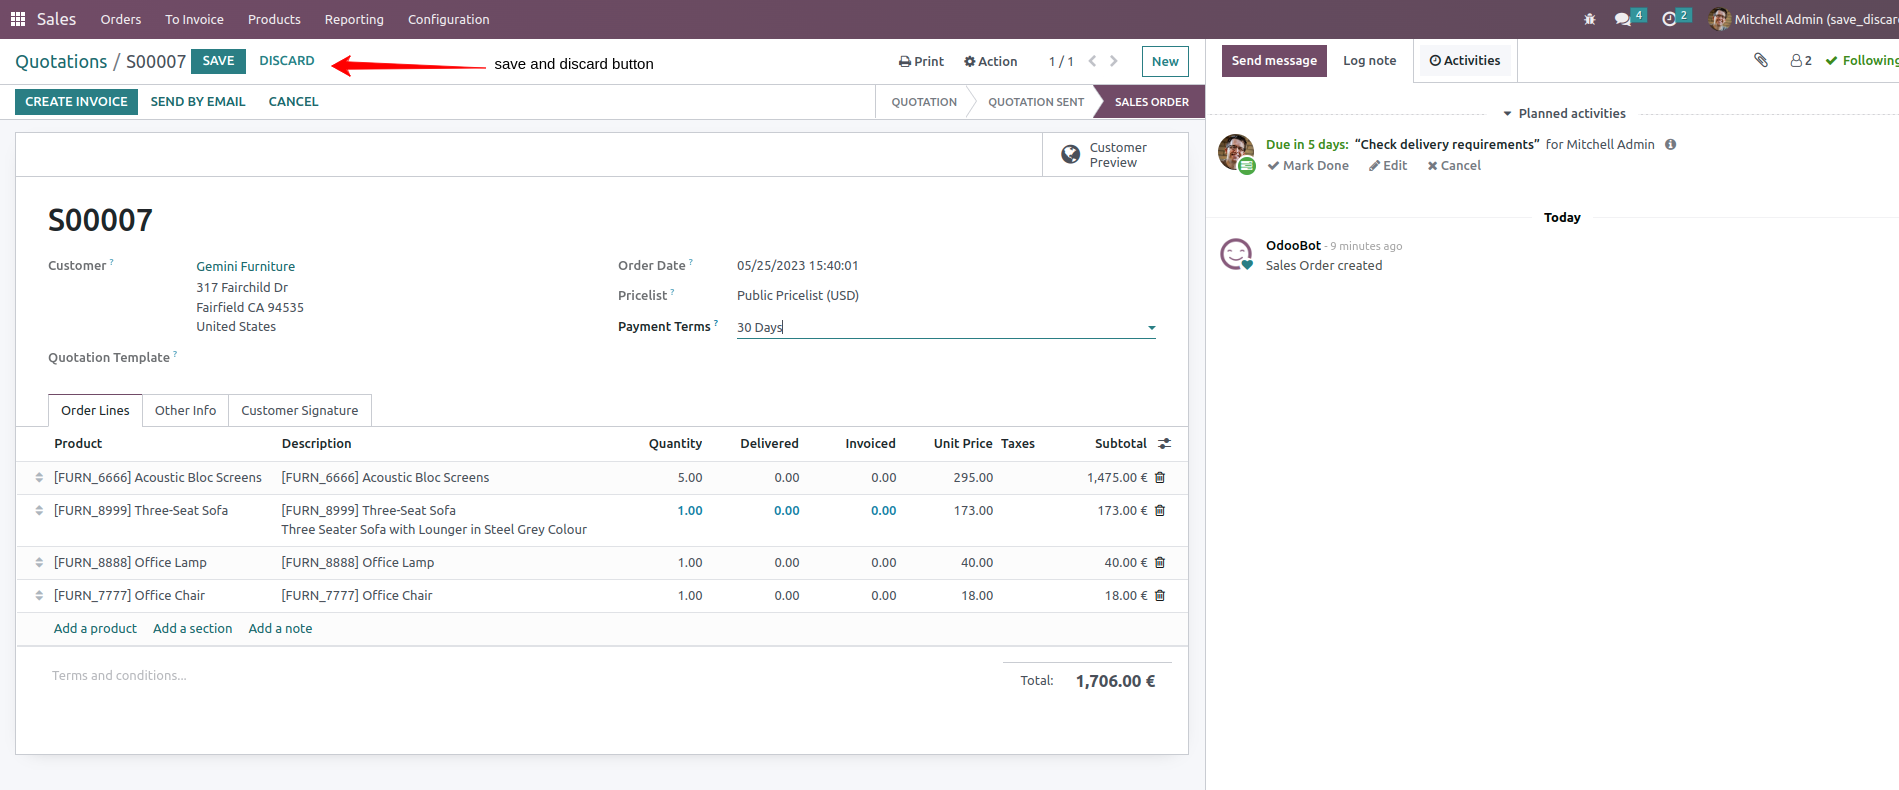 Sales Orders To Invoice Products Reporting Configuration 4 2 Mitchell Admin (save_discar
Quotations / S00007 SAVE DISCARD save and discard button Print Action 1 / 1 New
CREATE INVOICE SEND BY EMAIL CANCEL QUOTATION QUOTATION SENT SALES ORDER
Customer
Preview
S00007
Customer ? Gemini Furniture
317 Fairchild Dr
Fairfield CA 94535
United States
Quotation Template ?
Order Date ? 05/25/2023 15:40:01
Pricelist ? Public Pricelist (USD)
Payment Terms ? 30 Days
Order Lines Other Info Customer Signature
Product Description Quantity Delivered Invoiced Unit Price Taxes Subtotal
[FURN_6666] Acoustic Bloc Screens [FURN_6666] Acoustic Bloc Screens 5.00 0.00 0.00 295.00 1,475.00 €
[FURN_8999] Three-Seat Sofa [FURN_8999] Three-Seat Sofa 1.00 0.00 0.00 173.00 173.00 €
Three Seater Sofa with Lounger in Steel Grey Colour
[FURN_8888] Office Lamp [FURN_8888] Office Lamp 1.00 0.00 0.00 40.00 40.00 €
[FURN_7777] Office Chair [FURN_7777] Office Chair 1.00 0.00 0.00 18.00 18.00 €
Add a product Add a section Add a note
Terms and conditions...
Total: 1,706.00 €
Send message Log note Activities 2 Following
Planned activities
Due in 5 days: “Check delivery requirements” for Mitchell Admin
Mark Done Edit Cancel
Today
OdooBot - 9 minutes ago
Sales Order created